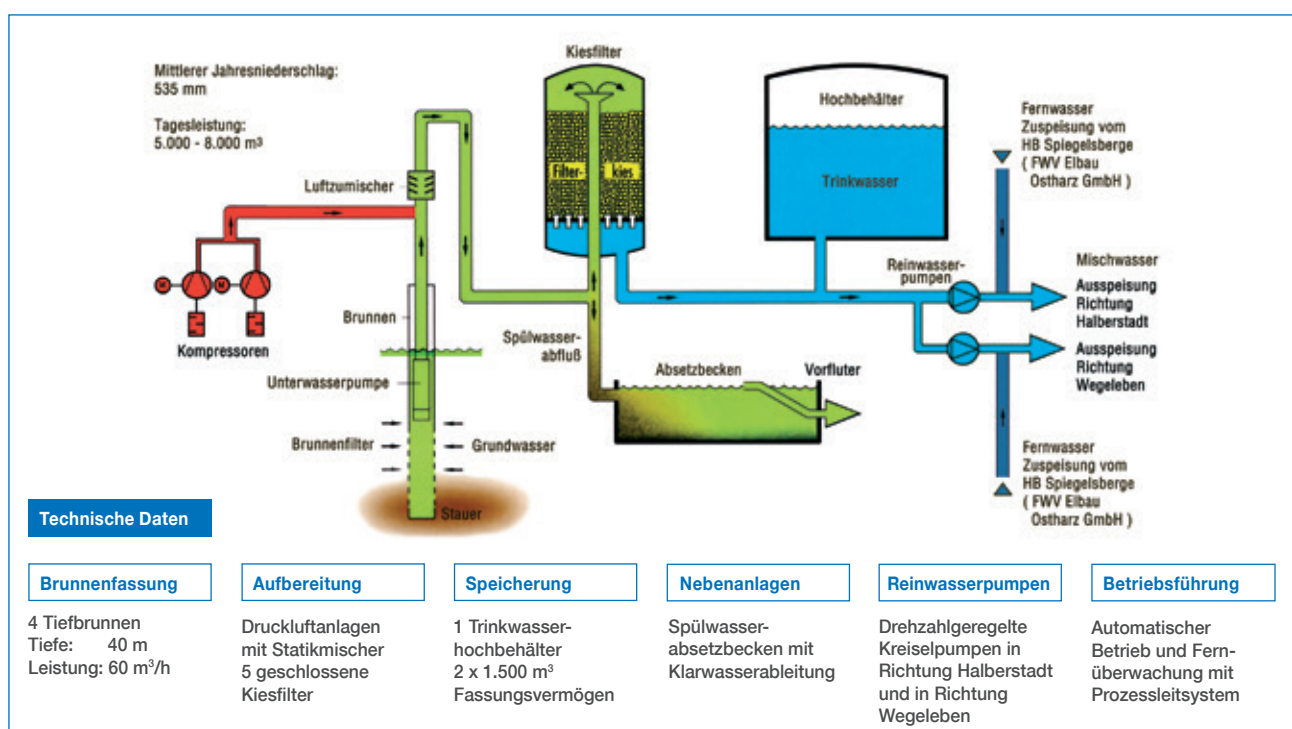 Mittlerer Jahresniederschlag:
535 mm
Tagesleistung:
5.000 - 8.000 m³
Kiesfilter
Filter-
kies
Luftzumischer
M
M
Kompressoren
Brunnen
Unterwasserpumpe
Brunnenfilter
Grundwasser
Stauer
Spülwasser-
abfluß
Absetzbecken
Vorfluter
Hochbehälter
Trinkwasser
Reinwasser-
pumpen
Fernwasser
Zuspeisung vom
HB Spiegelsberge
( FWV Elbau
Ostharz GmbH )
Mischwasser
Ausspeisung
Richtung
Halberstadt
Ausspeisung
Richtung
Wegeleben
Fernwasser
Zuspeisung vom
HB Spiegelsberge
( FWV Elbau
Ostharz GmbH )
Technische Daten
Brunnenfassung
4 Tiefbrunnen
Tiefe: 40 m
Leistung: 60 m³/h
Aufbereitung
Druckluftanlagen
mit Statikmischer
5 geschlossene
Kiesfilter
Speicherung
1 Trinkwasser-
hochbehälter
2 x 1.500 m³
Fassungsvermögen
Nebenanlagen
Spülwasser-
absetzbecken mit
Klarwasserableitung
Reinwasserpumpen
Drehzahlgeregelte
Kreiselpumpen in
Richtung Halberstadt
und in Richtung
Wegeleben
Betriebsführung
Automatischer
Betrieb und Fern-
überwachung mit
Prozessleitsystem